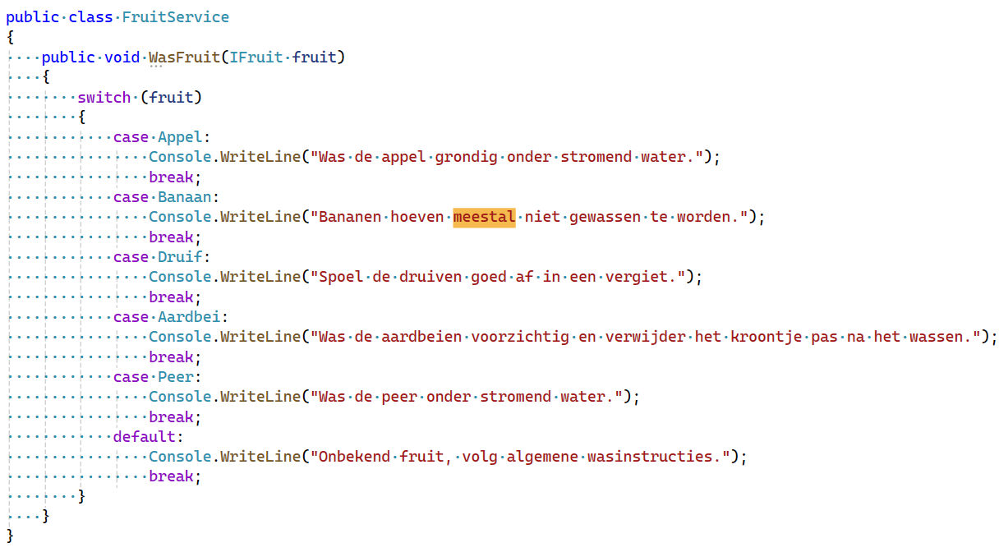 public class FruitService
{
    public void WasFruit(IFruit fruit)
    {
        switch (fruit)
        {
            case Appel:
                Console.WriteLine("Was de appel grondig onder stromend water.");
                break;
            case Banaan:
                Console.WriteLine("Bananen hoeven meestal niet gewassen te worden.");
                break;
            case Druif:
                Console.WriteLine("Spoel de druiven goed af in een vergiet.");
                break;
            case Aardbei:
                Console.WriteLine("Was de aardbeien voorzichtig en verwijder het kroontje pas na het wassen.");
                break;
            case Peer:
                Console.WriteLine("Was de peer onder stromend water.");
                break;
            default:
                Console.WriteLine("Onbekend fruit, volg algemene wasinstructies.");
                break;
        }
    }
}